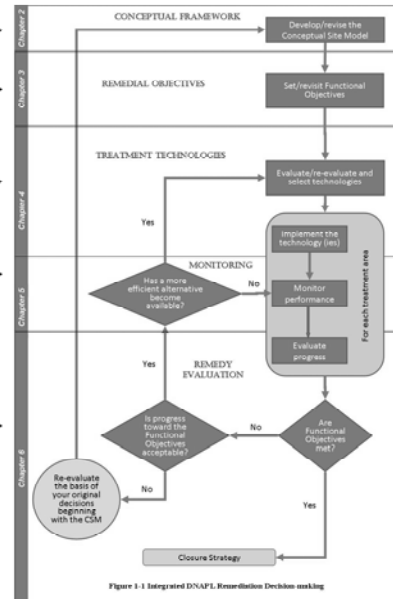 Chapter 2
CONCEPTUAL FRAMEWORK
Develop/revise the
Conceptual Site Model
Chapter 3
REMEDIAL OBJECTIVES
Set/revisit Functional
Objectives
Chapter 4
TREATMENT TECHNOLOGIES
Evaluate/re-evaluate and
select technologies
Yes
Implement the
technology (ies)
For each treatment area
Chapter 5
MONITORING
Has a more
efficient alternative
become
available?
No
Monitor
performance
Evaluate
progress
Chapter 6
Yes
REMEDY
EVALUATION
Is progress
toward the
Functional
Objectives
acceptable?
No
Are
Functional
Objectives
met?
Re-evaluate
the basis of
your original
decisions
beginning
with the CSM
No
Yes
Closure Strategy
Figure 1-1 Integrated DNAPL Remediation Decision-making